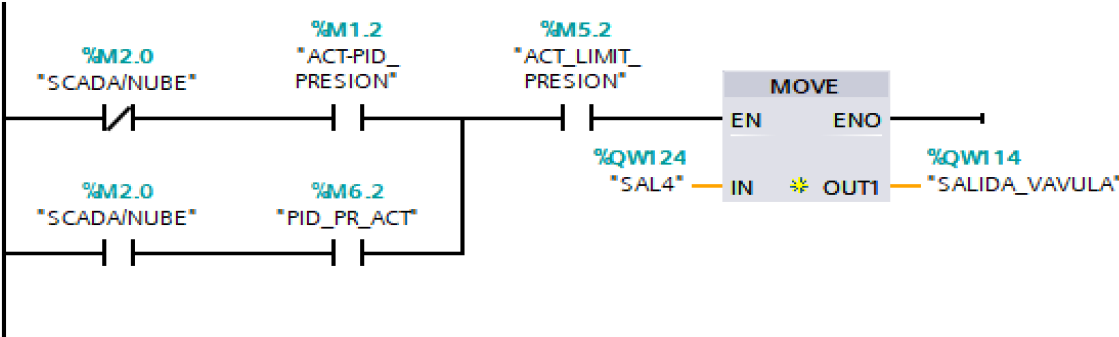 %M2.0
"SCADA/NUBE"
%M1.2
"ACT-PID_
PRESION"
%M5.2
"ACT_LIMIT_
PRESION"
MOVE
EN
ENO
%QW124
"SAL4"
IN
OUT1
%QW114
"SALIDA_VAVULA"
%M2.0
"SCADA/NUBE"
%M6.2
"PID_PR_ACT"